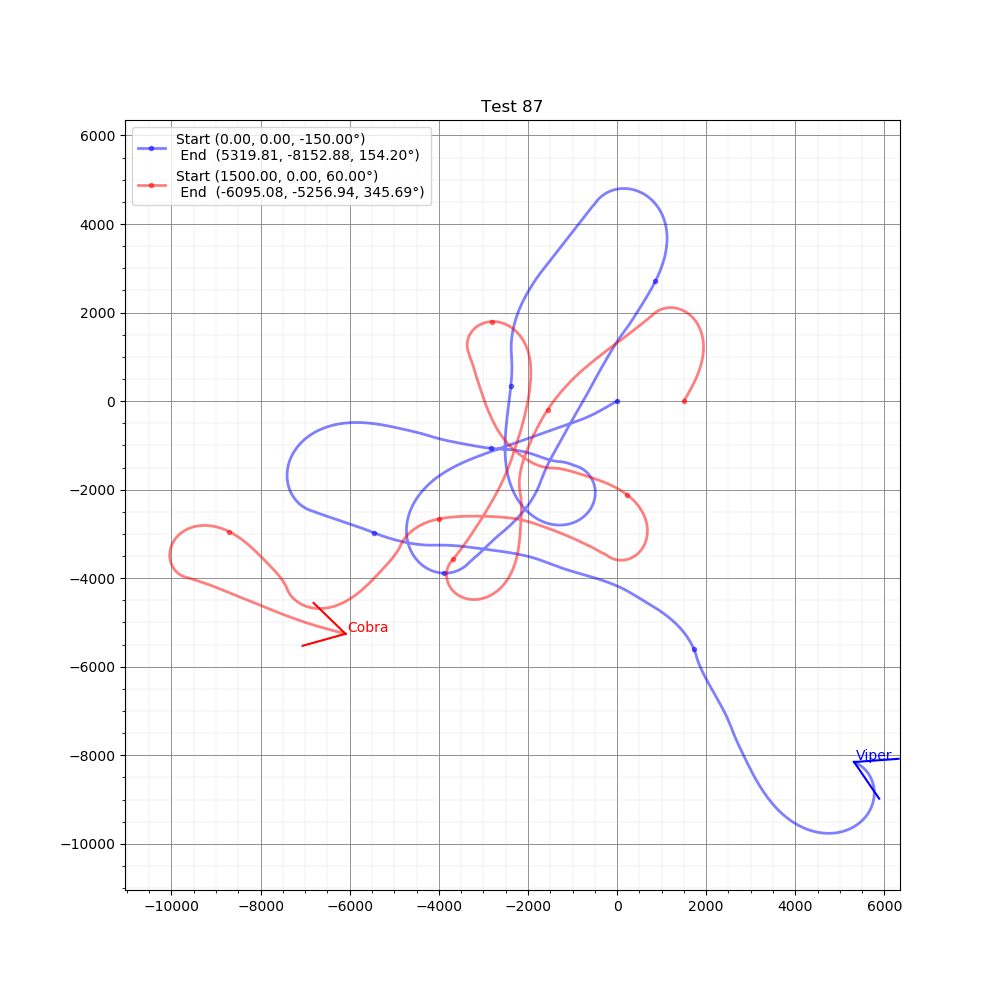 Test 87
Start (0.00, 0.00, -150.00°)
End (5319.81, -8152.88, 154.20°)
Start (1500.00, 0.00, 60.00°)
End (-6095.08, -5256.94, 345.69°)
6000
4000
2000
0
−2000
−4000
−6000
−8000
−10000
Cobra
Viper
−10000 −8000 −6000 −4000 −2000 0 2000 4000 6000